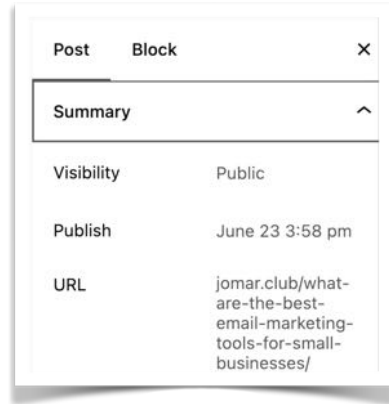 Post Block ×
Summary
Visibility Public
Publish June 23 3:58 pm
URL jomar.club/what-
are-the-best-
email-marketing-
tools-for-small-
businesses/